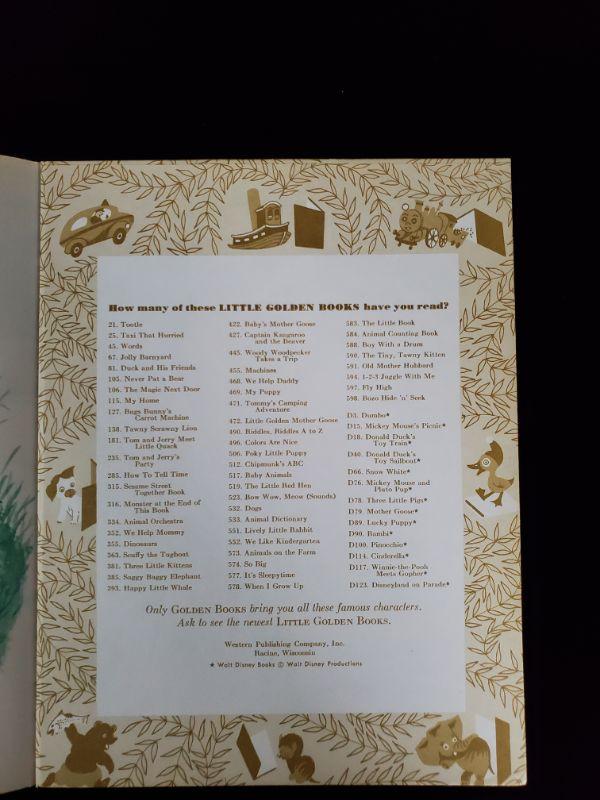 How many of these LITTLE GOLDEN BOOKS have you read?
21. Tootle
25. Taxi That Hurried
45. Words
67. Jolly Barnyard
81. Duck and His Friends
105. Never Pat a Bear
106. The Magic Next Door
115. My Home
127. Bugs Bunny's
Carrot Machine
138. Tawny Scrawny Lion
181. Tom and Jerry Meet
Little Quack
235. Tom and Jerry's
Party
285. How To Tell Time
315. Sesame Street
Together Book
316. Monster at the End of
This Book
334. Animal Orchestra
352. We Help Mommy
355. Dinosaurs
363. Scuffy the Tugboat
381. Three Little Kittens
385. Saggy Baggy Elephant
393. Happy Little Whale
422. Baby's Mother Goose
427. Captain Kangaroo
and the Beaver
445. Woody Woodpecker
Takes a Trip
455. Machines
468. We Help Daddy
469. My Puppy
471. Tommy's Camping
Adventure
472. Little Golden Mother Goose
490. Riddles, Riddles A to Z
496. Colors Are Nice
506. Poky Little Puppy
512. Chipmunk's ABC
517. Baby Animals
519. The Little Red Hen
523. Bow Wow, Meow (Sounds)
532. Dogs
533. Animal Dictionary
551. Lively Little Rabbit
552. We Like Kindergarten
573. Animals on the Farm
574. So Big
577. It's Sleepytime
578. When I Grow Up
583. The Little Book
584. Animal Counting Book
588. Boy With a Drum
590. The Tiny, Tawny Kitten
591. Old Mother Hubbard
594. 1-2-3 Juggle With Me
597. Fly High
598. Bozo Hide 'n' Seek
D3. Dumbo★
D15. Mickey Mouse's Picnic★
D18. Donald Duck's
Toy Train★
D40. Donald Duck's
Toy Sailboat★
D66. Snow White★
D76. Mickey Mouse and
Pluto Pup★
D78. Three Little Pigs★
D79. Mother Goose★
D89. Lucky Puppy★
D90. Bambi★
D100. Pinocchio★
D114. Cinderella★
D117. Winnie-the-Pooh
Meets Gopher★
D123. Disneyland on Parade★
Only GOLDEN BOOKS bring you all these famous characters.
Ask to see the newest LITTLE GOLDEN BOOKS.
Western Publishing Company, Inc.
Racine, Wisconsin
★ Walt Disney Books © Walt Disney Productions